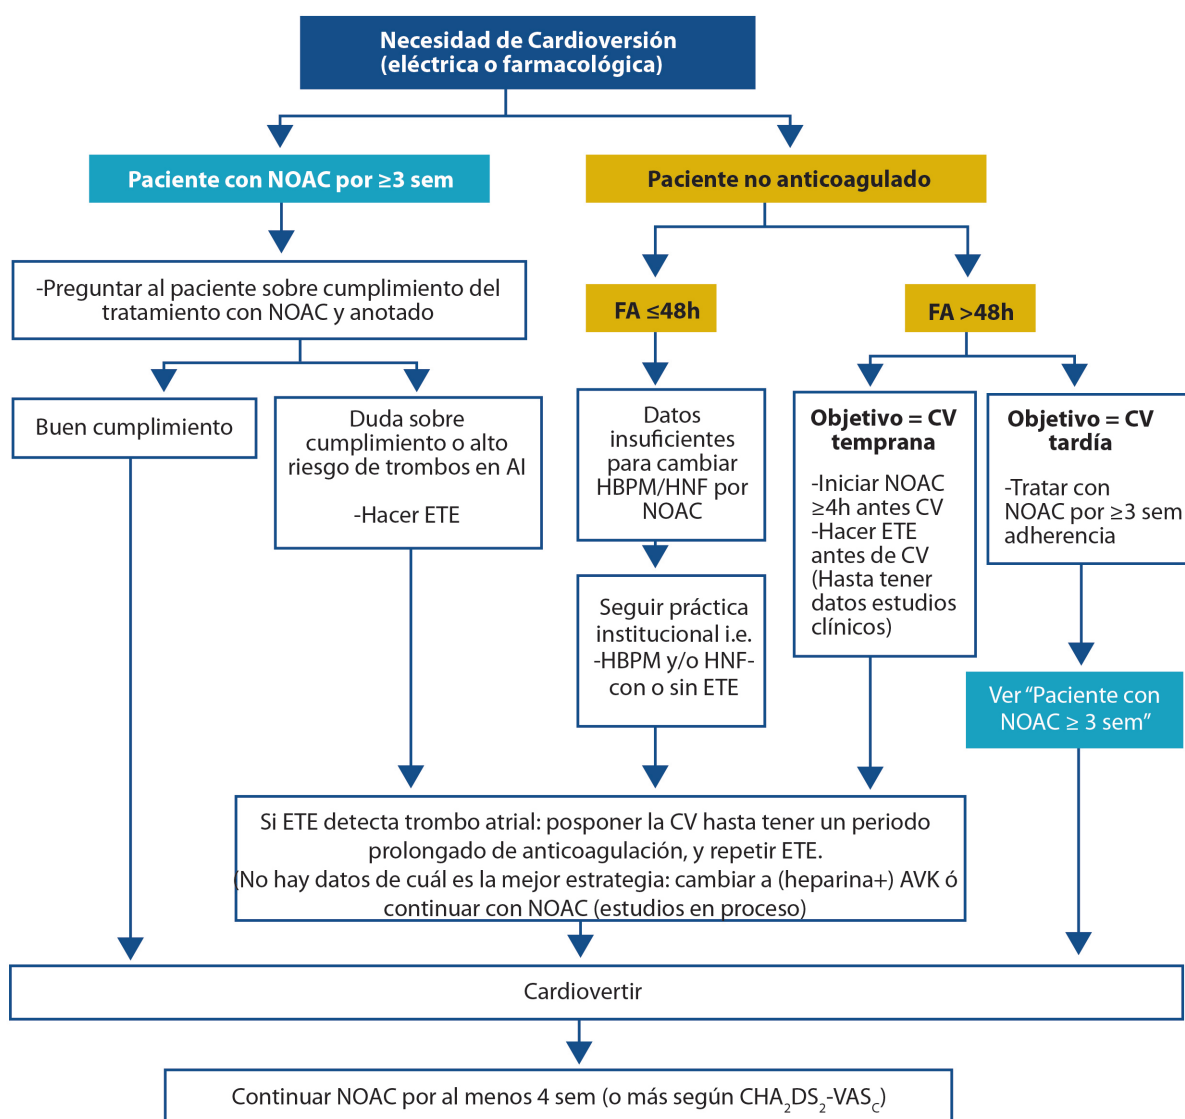 Necesidad de Cardioversión
(eléctrica o farmacológica)
Paciente con NOAC por ≥3 sem
Paciente no anticoagulado
-Preguntar al paciente sobre cumplimiento del
tratamiento con NOAC y anotado
FA ≤48h
FA >48h
Buen cumplimiento
Duda sobre
cumplimiento o alto
riesgo de trombos en AI
-Hacer ETE
Datos
insuficientes
para cambiar
HBPM/HNF por
NOAC
Objetivo = CV
temprana
-Iniciar NOAC
≥4h antes CV
-Hacer ETE
antes de CV
(Hasta tener
datos estudios
clínicos)
Objetivo = CV
tardía
-Tratar con
NOAC por ≥3 sem
adherencia
Seguir práctica
institucional i.e.
-HBPM y/o HNF-
con o sin ETE
Ver “Paciente con
NOAC ≥ 3 sem”
Si ETE detecta trombo atrial: posponer la CV hasta tener un periodo
prolongado de anticoagulación, y repetir ETE.
(No hay datos de cuál es la mejor estrategia: cambiar a (heparina+) AVK ó
continuar con NOAC (estudios en proceso)
Cardiovertir
Continuar NOAC por al menos 4 sem (o más según CHA₂DS₂-VAS꜀)